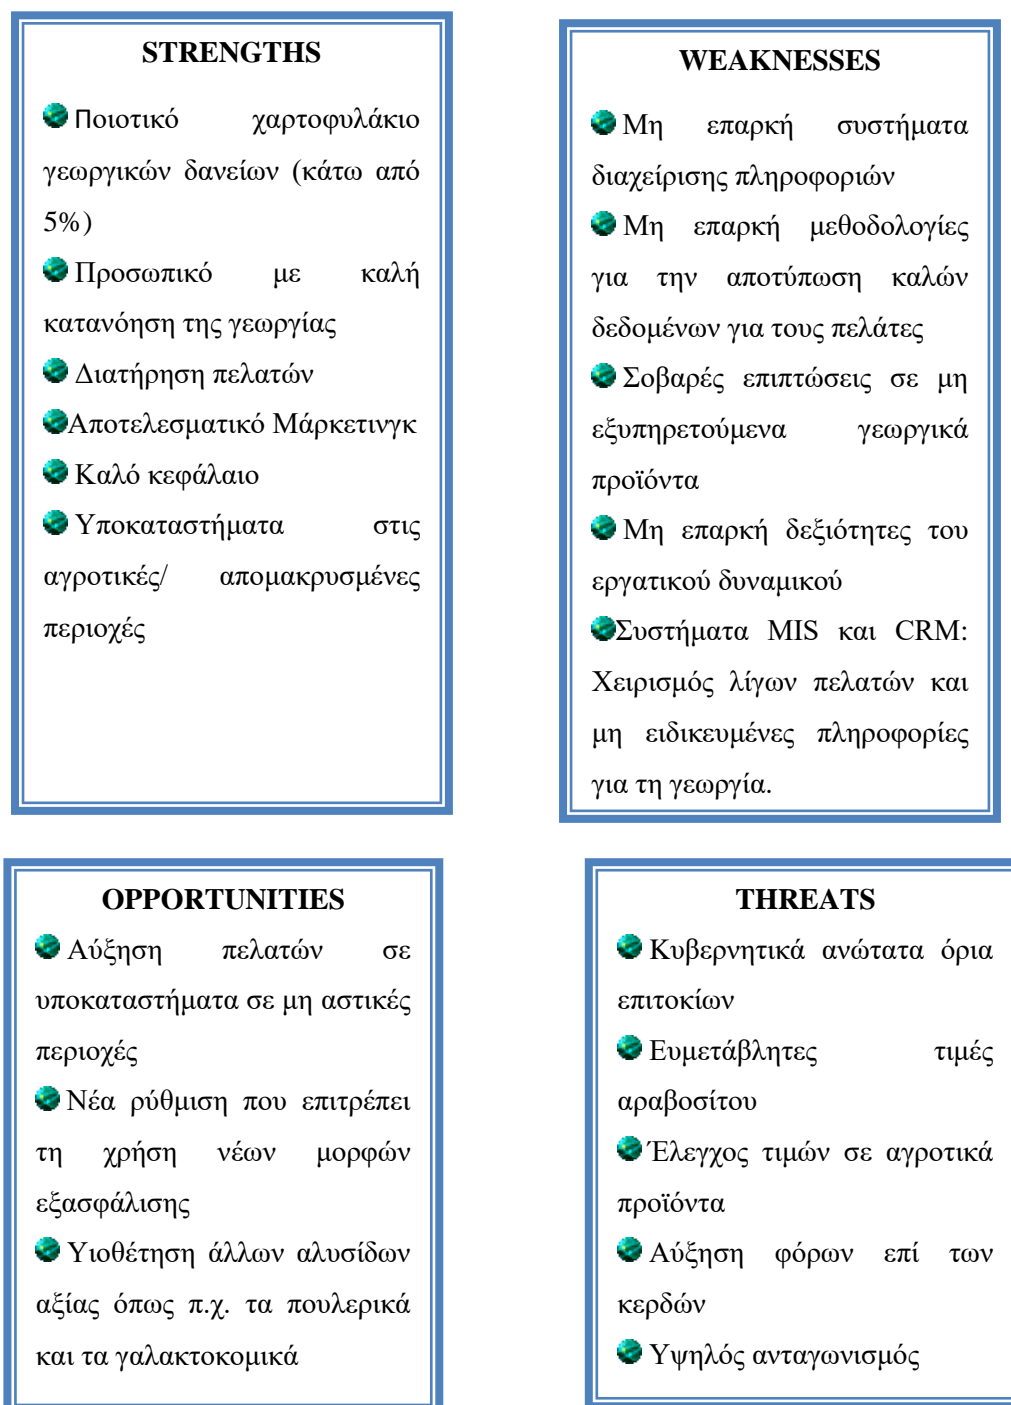 STRENGTHS
Ποιοτικό χαρτοφυλάκιο
γεωργικών δανείων (κάτω από
5%)
Προσωπικό με καλή
κατανόηση της γεωργίας
Διατήρηση πελατών
Αποτελεσματικό Μάρκετινγκ
Καλό κεφάλαιο
Υποκαταστήματα στις
αγροτικές/ απομακρυσμένες
περιοχές
WEAKNESSES
Μη επαρκή συστήματα
διαχείρισης πληροφοριών
Μη επαρκή μεθοδολογίες
για την αποτύπωση καλών
δεδομένων για τους πελάτες
Σοβαρές επιπτώσεις σε μη
εξυπηρετούμενα γεωργικά
προϊόντα
Μη επαρκή δεξιότητες του
εργατικού δυναμικού
Συστήματα MIS και CRM:
Χειρισμός λίγων πελατών και
μη ειδικευμένες πληροφορίες
για τη γεωργία.
OPPORTUNITIES
Αύξηση πελατών σε
υποκαταστήματα σε μη αστικές
περιοχές
Νέα ρύθμιση που επιτρέπει
τη χρήση νέων μορφών
εξασφάλισης
Υιοθέτηση άλλων αλυσίδων
αξίας όπως π.χ. τα πουλερικά
και τα γαλακτοκομικά
THREATS
Κυβερνητικά ανώτατα όρια
επιτοκίων
Ευμετάβλητες τιμές
αραβοσίτου
Έλεγχος τιμών σε αγροτικά
προϊόντα
Αύξηση φόρων επί των
κερδών
Υψηλός ανταγωνισμός